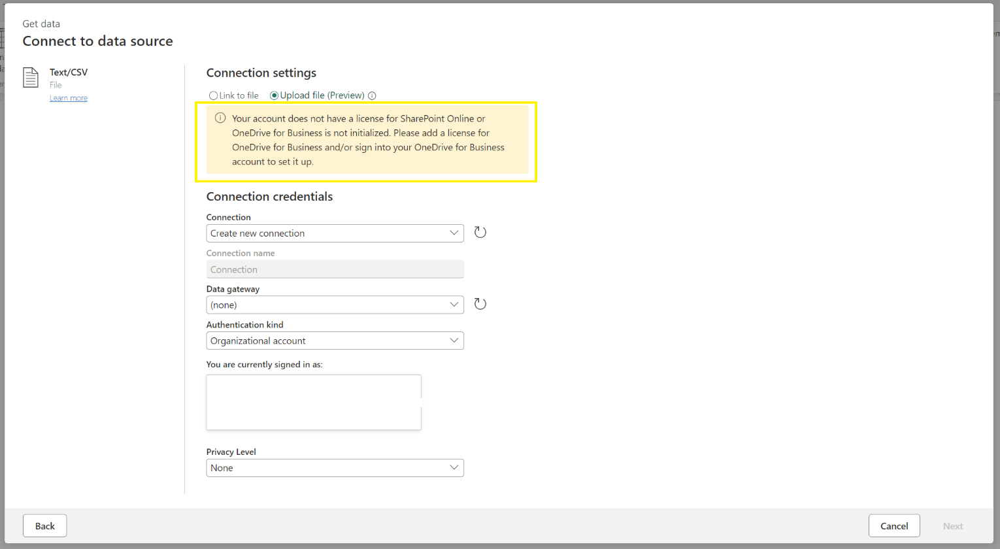 Get data
Connect to data source
Text/CSV
File
Learn more
Connection settings
Link to file Upload file (Preview)
Your account does not have a license for SharePoint Online or
OneDrive for Business is not initialized. Please add a license for
OneDrive for Business and/or sign into your OneDrive for Business
account to set it up.
Connection credentials
Connection
Create new connection
Connection name
Connection
Data gateway
(none)
Authentication kind
Organizational account
You are currently signed in as:
Privacy Level
None
Back
Cancel
Next